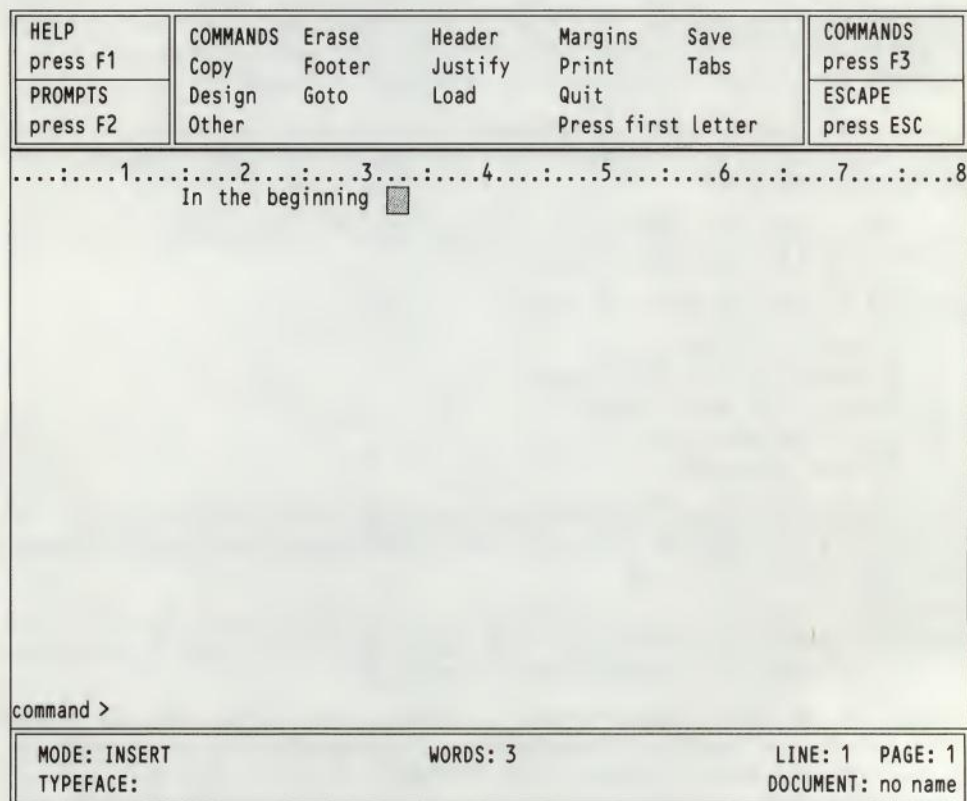 HELP
press F1
PROMPTS
press F2
COMMANDS Erase Header Margins Save
Copy Footer Justify Print Tabs
Design Goto Load Quit
Other Press first letter
COMMANDS
press F3
ESCAPE
press ESC
....:....1....:....2....:....3....:....4....:....5....:....6....:....7....:....8
In the beginning
command >
MODE: INSERT WORDS: 3 LINE: 1 PAGE: 1
TYPEFACE: DOCUMENT: no name